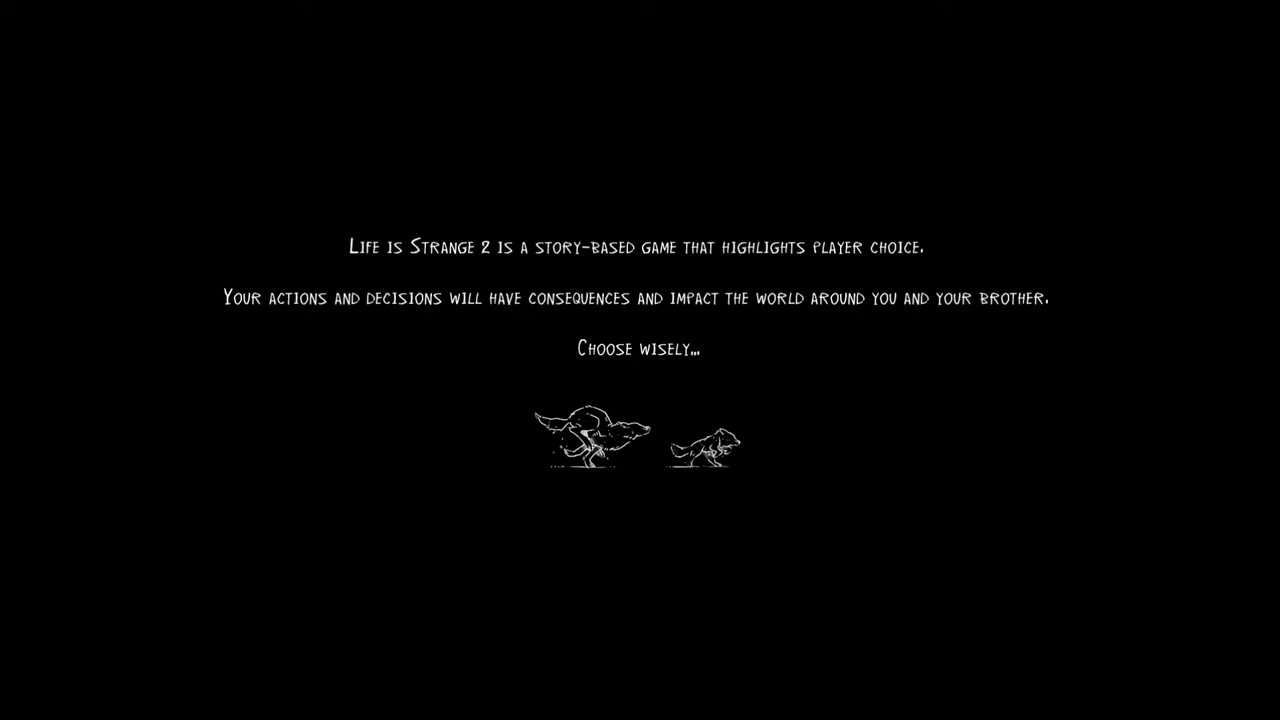 Life is Strange 2 is a story-based game that highlights player choice.
Your actions and decisions will have consequences and impact the world around you and your brother.
Choose wisely...